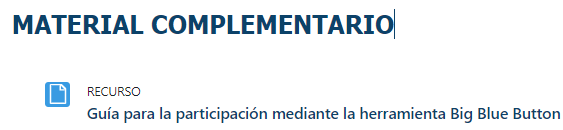 MATERIAL COMPLEMENTARIO
RECURSO
Guía para la participación mediante la herramienta Big Blue Button